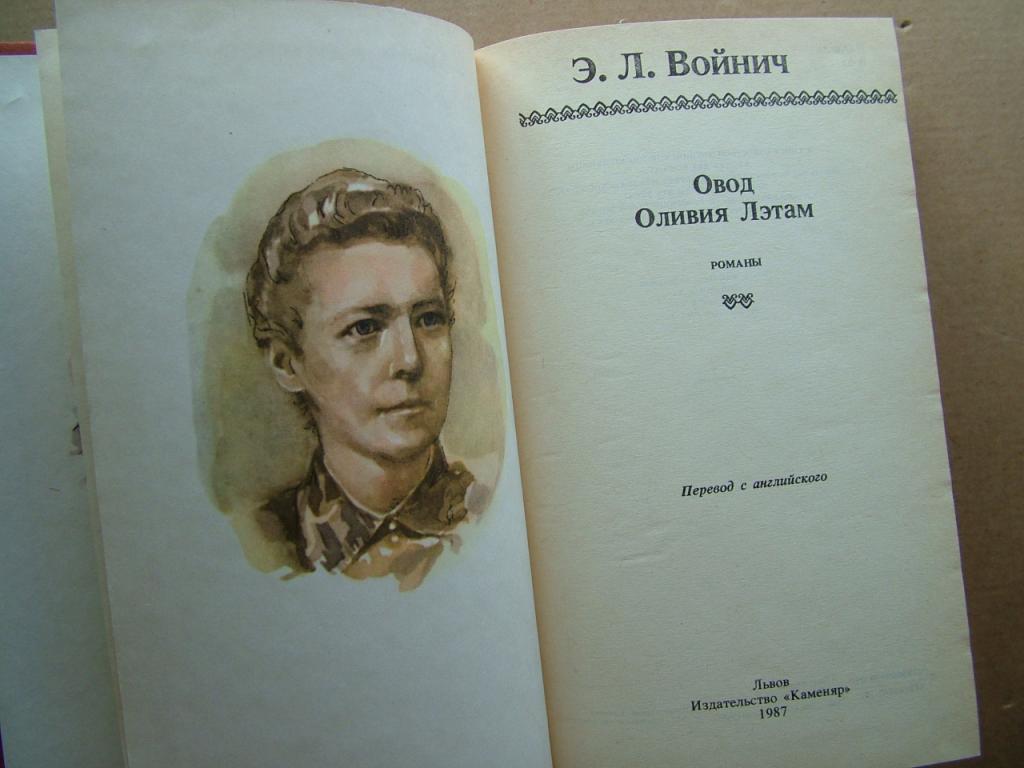 Э. Л. Войнич
Овод
Оливия Лэтам
РОМАНЫ
Перевод с английского
Львов
Издательство «Каменяр»
1987